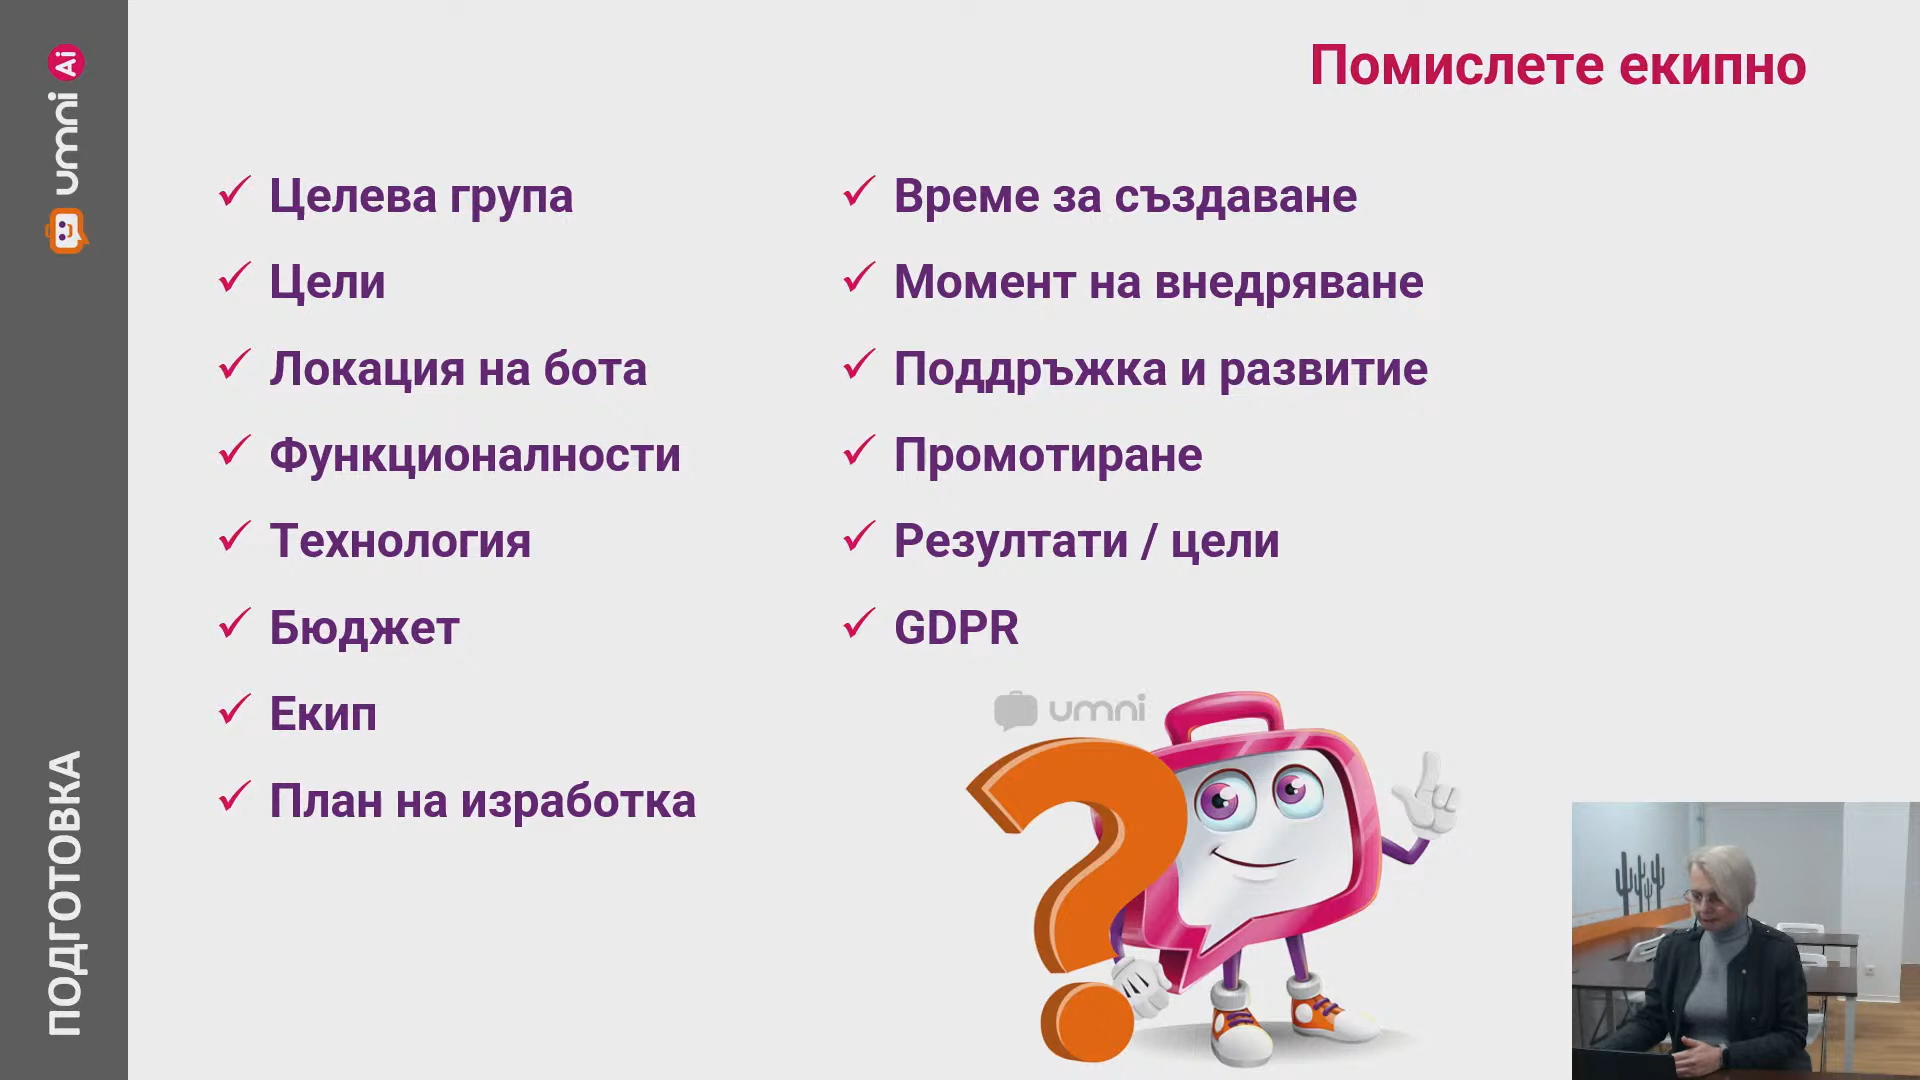 Помислете екипно
Целева група
Цели
Локация на бота
Функционалности
Технология
Бюджет
Екип
План на изработка
Време за създаване
Момент на внедряване
Поддръжка и развитие
Промотиране
Резултати / цели
GDPR
umni
umni Ai
ПОДГОТОВКА